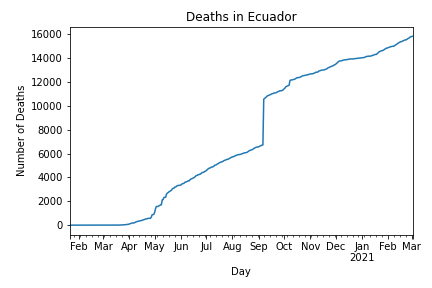 Deaths in Ecuador
16000
14000
12000
10000
8000
6000
4000
2000
0
Number of Deaths
Feb Mar Apr May Jun Jul Aug Sep Oct Nov Dec Jan Feb Mar
2021
Day